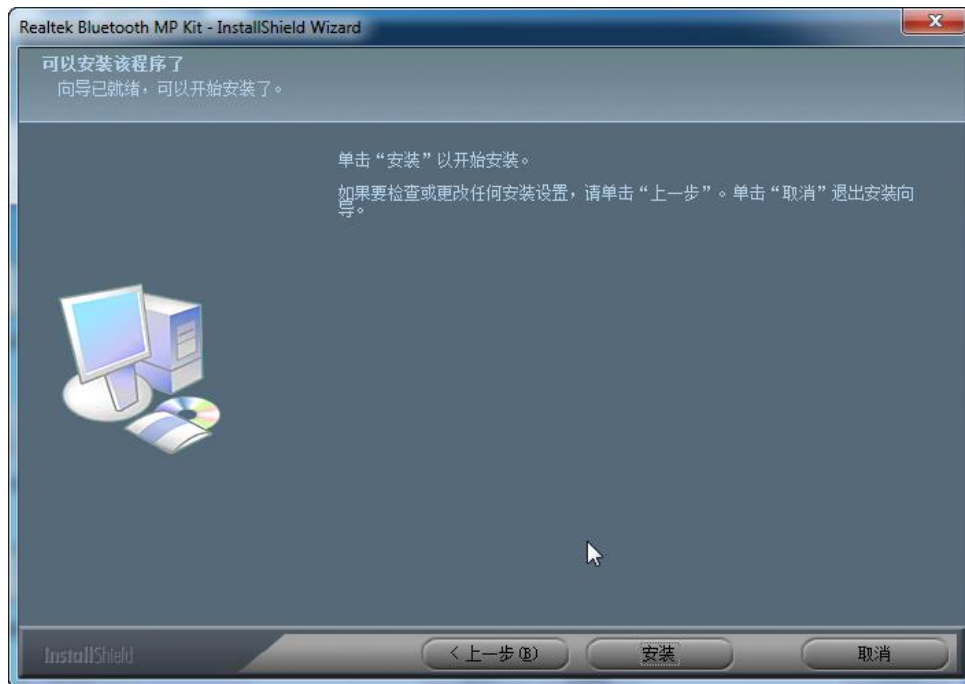 Realtek Bluetooth MP Kit - InstallShield Wizard
可以安装该程序了
向导已就绪，可以开始安装了。
单击“安装”以开始安装。
如果要检查或更改任何安装设置，请单击“上一步”。单击“取消”退出安装向
导。
InstallShield
< 上一步(B)
安装
取消